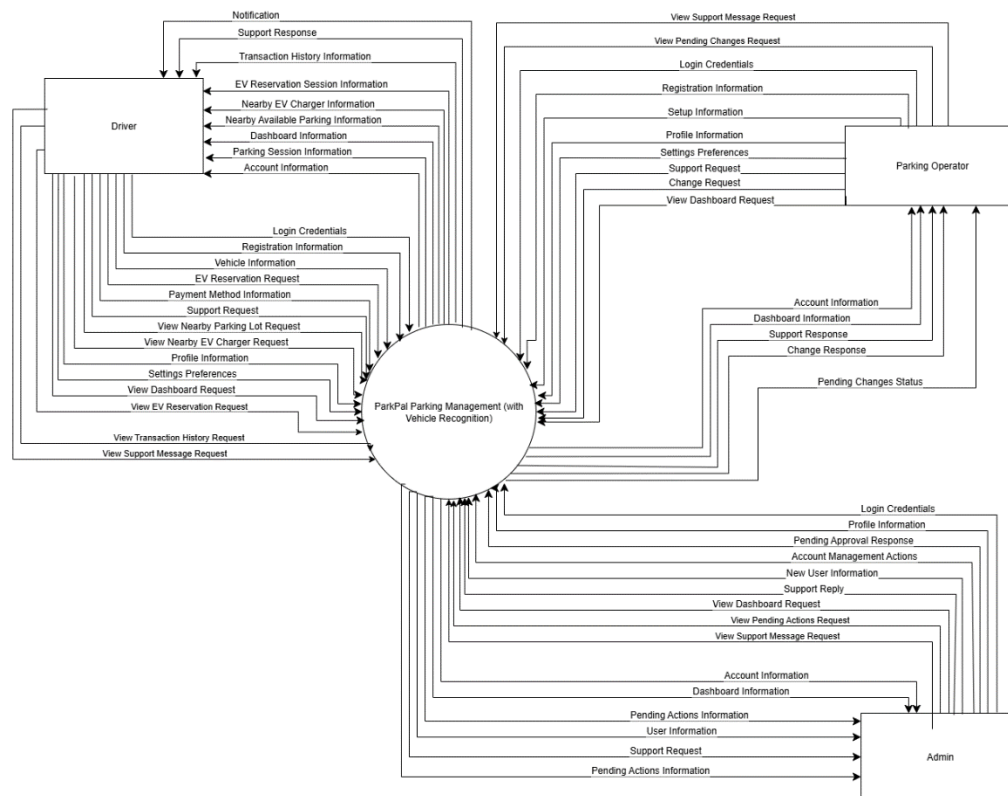 Notification
Support Response
Transaction History Information
EV Reservation Session Information
Nearby EV Charger Information
Nearby Available Parking Information
Dashboard Information
Parking Session Information
Account Information
Driver
Login Credentials
Registration Information
Vehicle Information
EV Reservation Request
Payment Method Information
Support Request
View Nearby Parking Lot Request
View Nearby EV Charger Request
Profile Information
Settings Preferences
View Dashboard Request
View EV Reservation Request
View Transaction History Request
View Support Message Request
ParkPal Parking Management (with
Vehicle Recognition)
View Support Message Request
View Pending Changes Request
Login Credentials
Registration Information
Setup Information
Profile Information
Settings Preferences
Support Request
Change Request
View Dashboard Request
Parking Operator
Account Information
Dashboard Information
Support Response
Change Response
Pending Changes Status
Login Credentials
Profile Information
Pending Approval Response
Account Management Actions
New User Information
Support Reply
View Dashboard Request
View Pending Actions Request
View Support Message Request
Account Information
Dashboard Information
Pending Actions Information
User Information
Support Request
Pending Actions Information
Admin